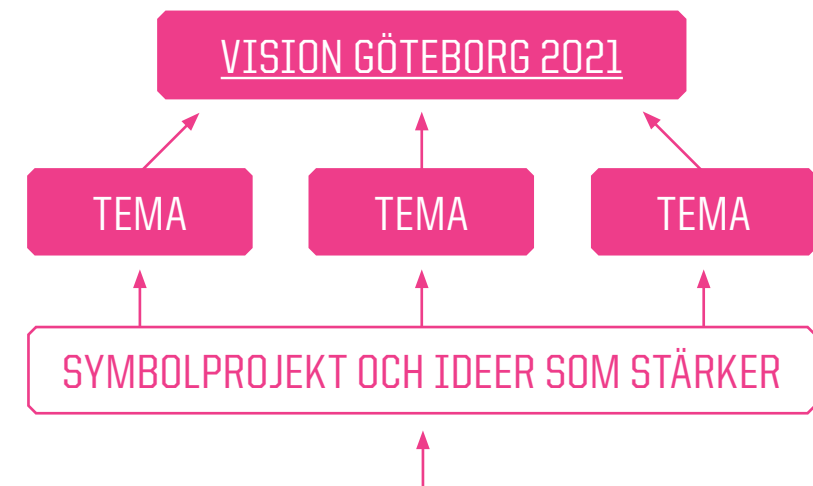 VISION GÖTEBORG 2021
TEMA
TEMA
TEMA
SYMBOLPROJEKT OCH IDEER SOM STÄRKER